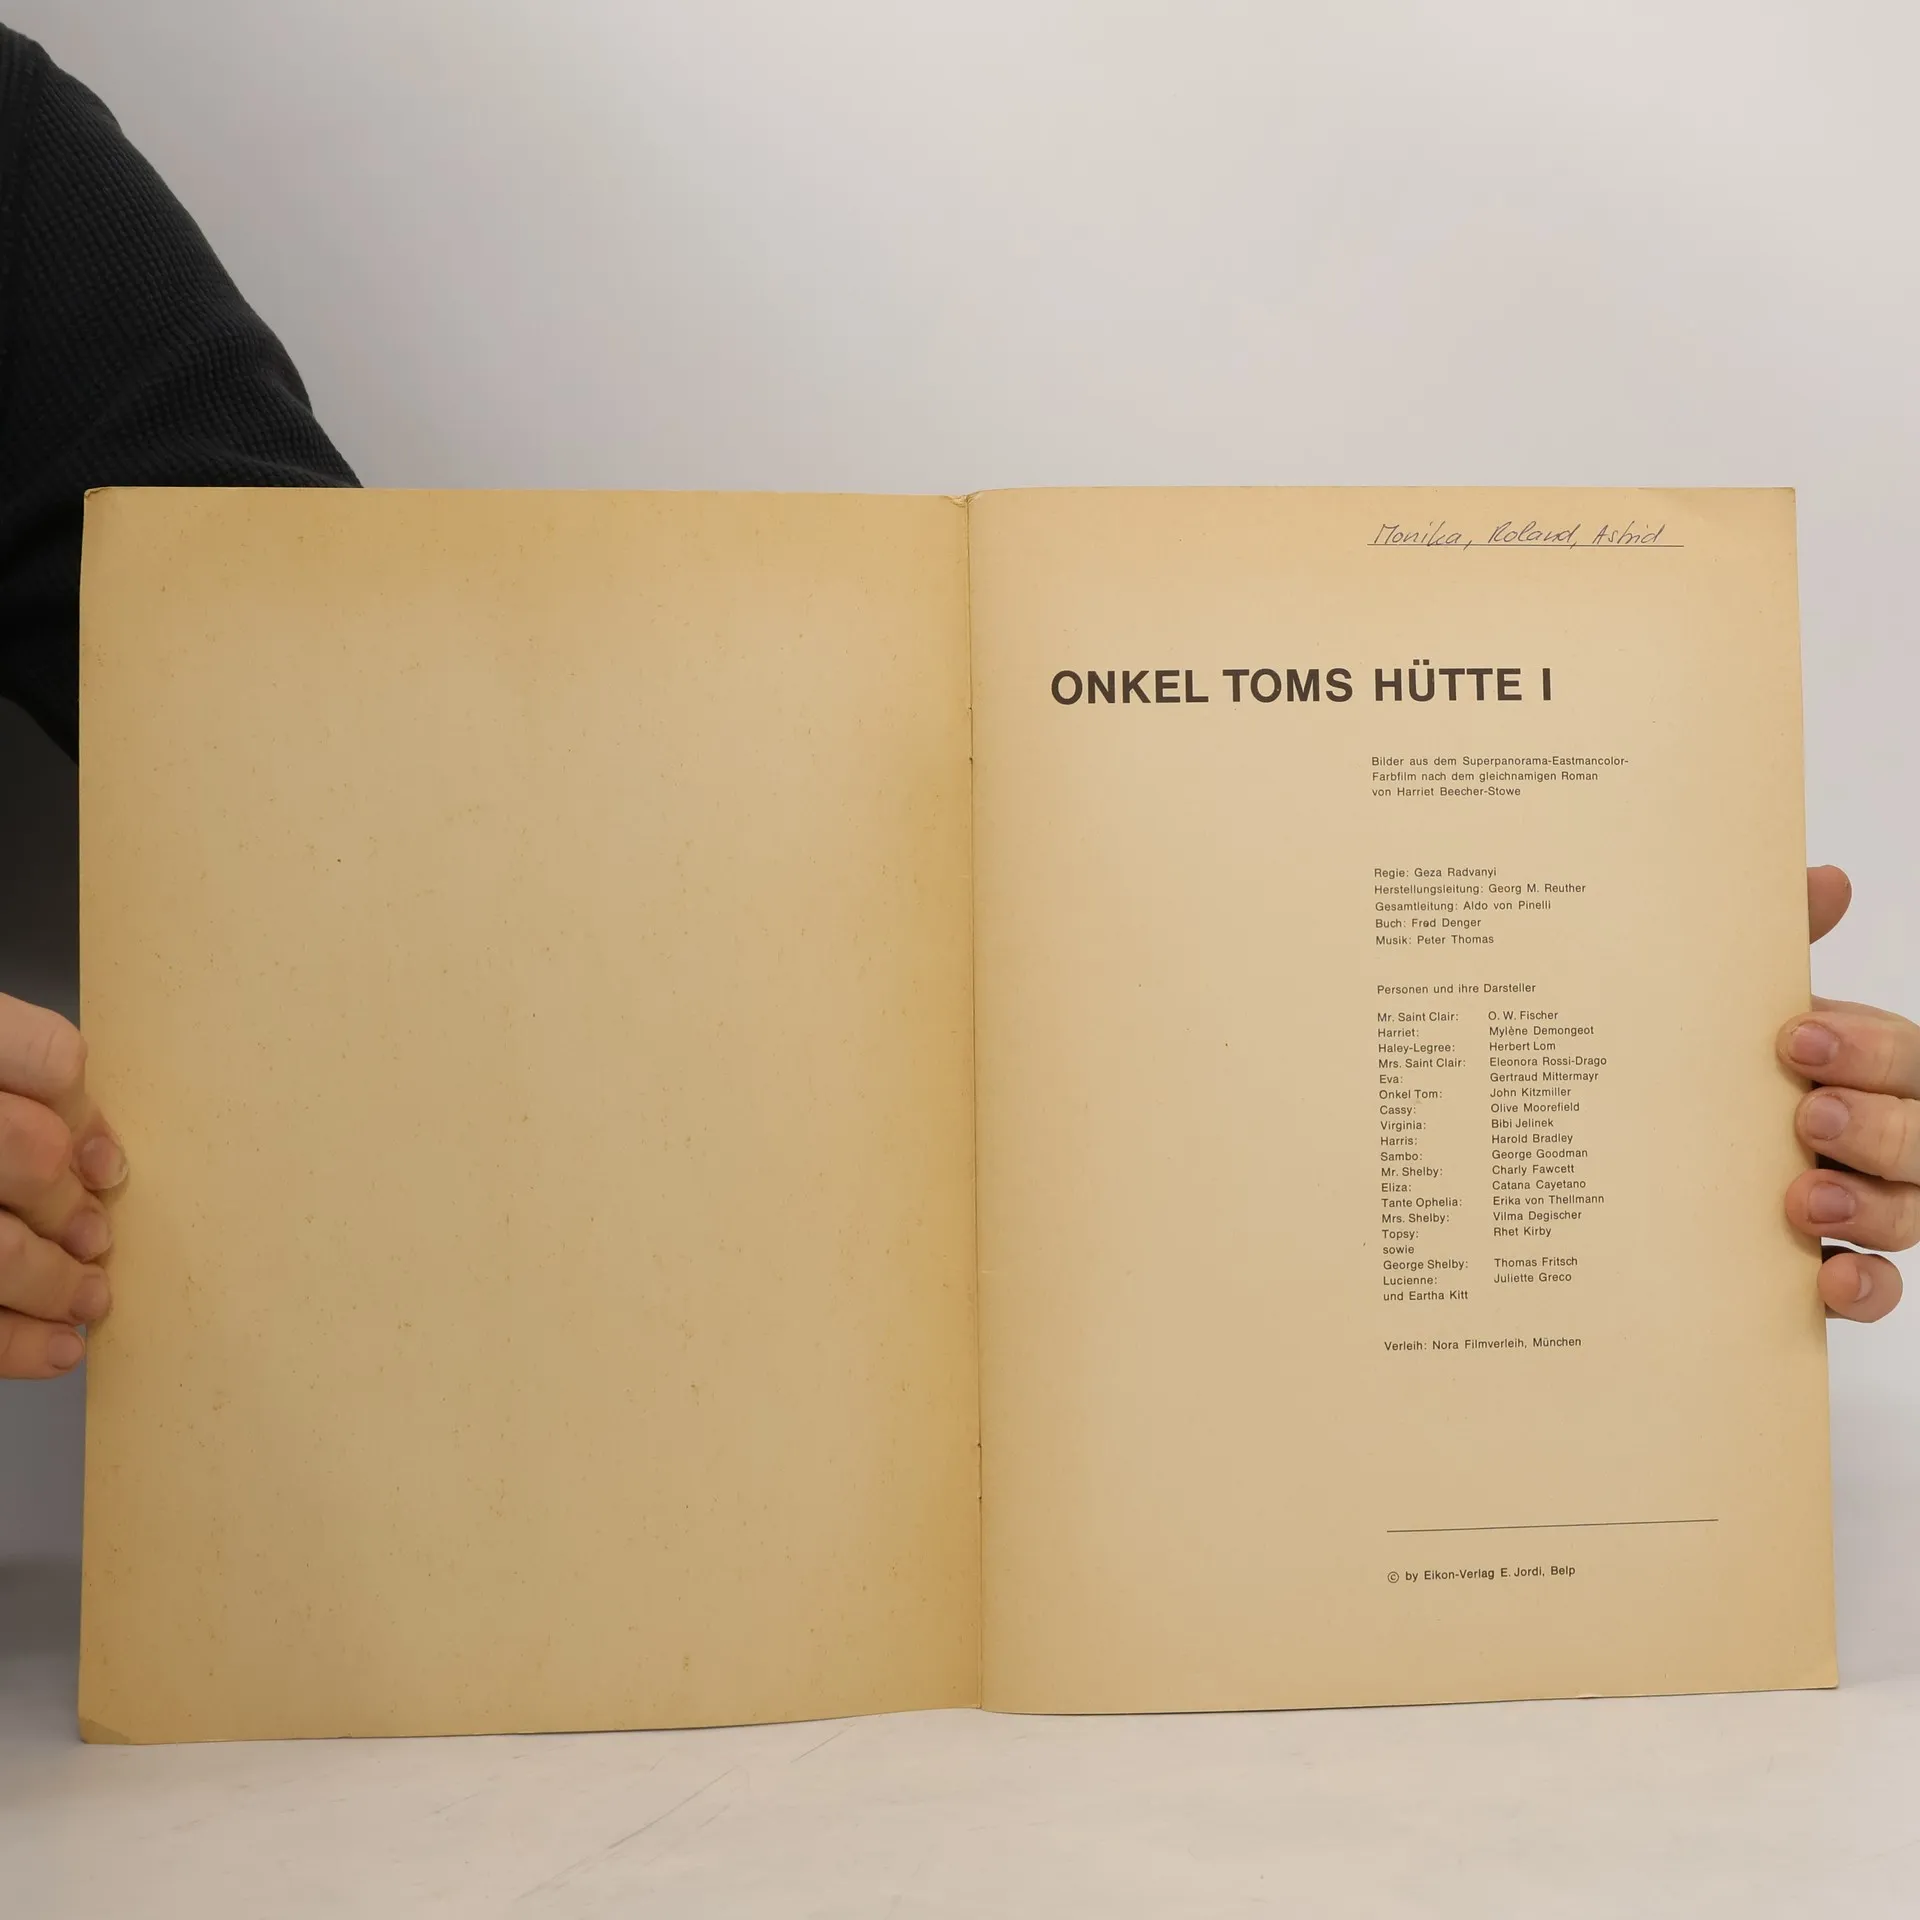 Monika, Roland, Astrid
ONKEL TOMS HÜTTE I
Bilder aus dem Superpanorama-Eastmancolor-
Farbfilm nach dem gleichnamigen Roman
von Harriet Beecher-Stowe
Regie: Geza Radvanyi
Herstellungsleitung: Georg M. Reuther
Gesamtleitung: Aldo von Pinelli
Buch: Fred Denger
Musik: Peter Thomas
Personen und ihre Darsteller
Mr. Saint Clair: O. W. Fischer
Harriet: Mylène Demongeot
Haley-Legree: Herbert Lom
Mrs. Saint Clair: Eleonora Rossi-Drago
Eva: Gertraud Mittermayr
Onkel Tom: John Kitzmiller
Cassy: Olive Moorefield
Virginia: Bibi Jelinek
Harris: Harold Bradley
Sambo: George Goodman
Mr. Shelby: Charly Fawcett
Eliza: Catana Cayetano
Tante Ophelia: Erika von Thellmann
Mrs. Shelby: Vilma Degischer
Topsy: Rhet Kirby
sowie
George Shelby: Thomas Fritsch
Lucienne: Juliette Greco
und Eartha Kitt
Verleih: Nora Filmverleih, München
© by Eikon-Verlag E. Jordi, Belp